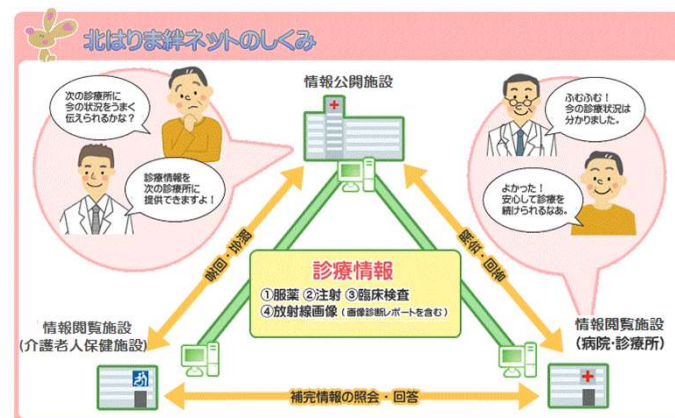 北はりま絆ネットのしくみ
情報公開施設
次の診療所に
今の状況をうまく
伝えられるかな?
診療情報を
次の診療所に
提供できますよ!
ふむふむ!
今の診療状況は
分かりました。
よかった!
安心して診療を
続けられるなあ。
照会・回答
照会・回答
診療情報
①服薬 ②注射 ③臨床検査
④放射線画像(画像診断レポートを含む)
情報閲覧施設
(介護老人保健施設)
情報閲覧施設
(病院・診療所)
補完情報の照会・回答